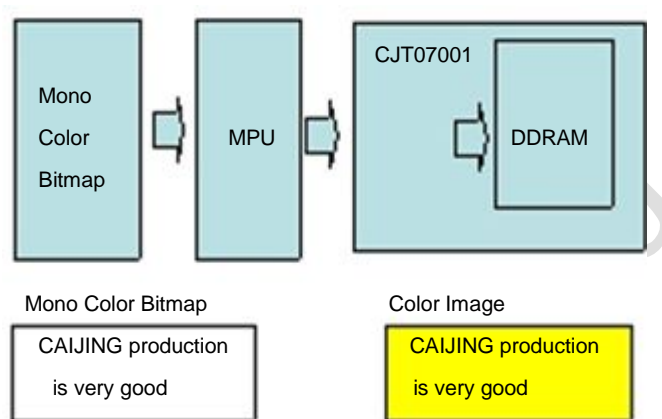 Mono
Color
Bitmap
MPU
CJT07001
DDRAM
Mono Color Bitmap
CAIJING production
is very good
Color Image
CAIJING production
is very good